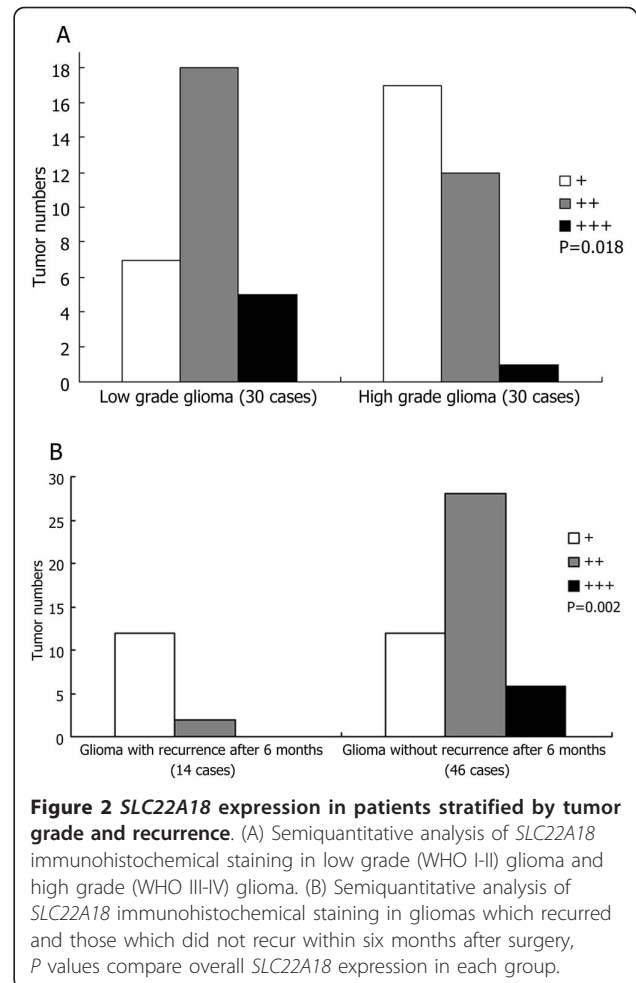 A
18
16
14
12
10
8
6
4
2
0
Tumor numbers
+
++
+++
P=0.018
Low grade glioma (30 cases) High grade glioma (30 cases)
B
30
25
20
15
10
5
0
Tumor numbers
+
++
+++
P=0.002
Glioma with recurrence after 6 months
(14 cases)
Glioma without recurrence after 6 months
(46 cases)
Figure 2 SLC22A18 expression in patients stratified by tumor
grade and recurrence. (A) Semiquantitative analysis of SLC22A18
immunohistochemical staining in low grade (WHO I-II) glioma and
high grade (WHO III-IV) glioma. (B) Semiquantitative analysis of
SLC22A18 immunohistochemical staining in gliomas which recurred
and those which did not recur within six months after surgery,
P values compare overall SLC22A18 expression in each group.